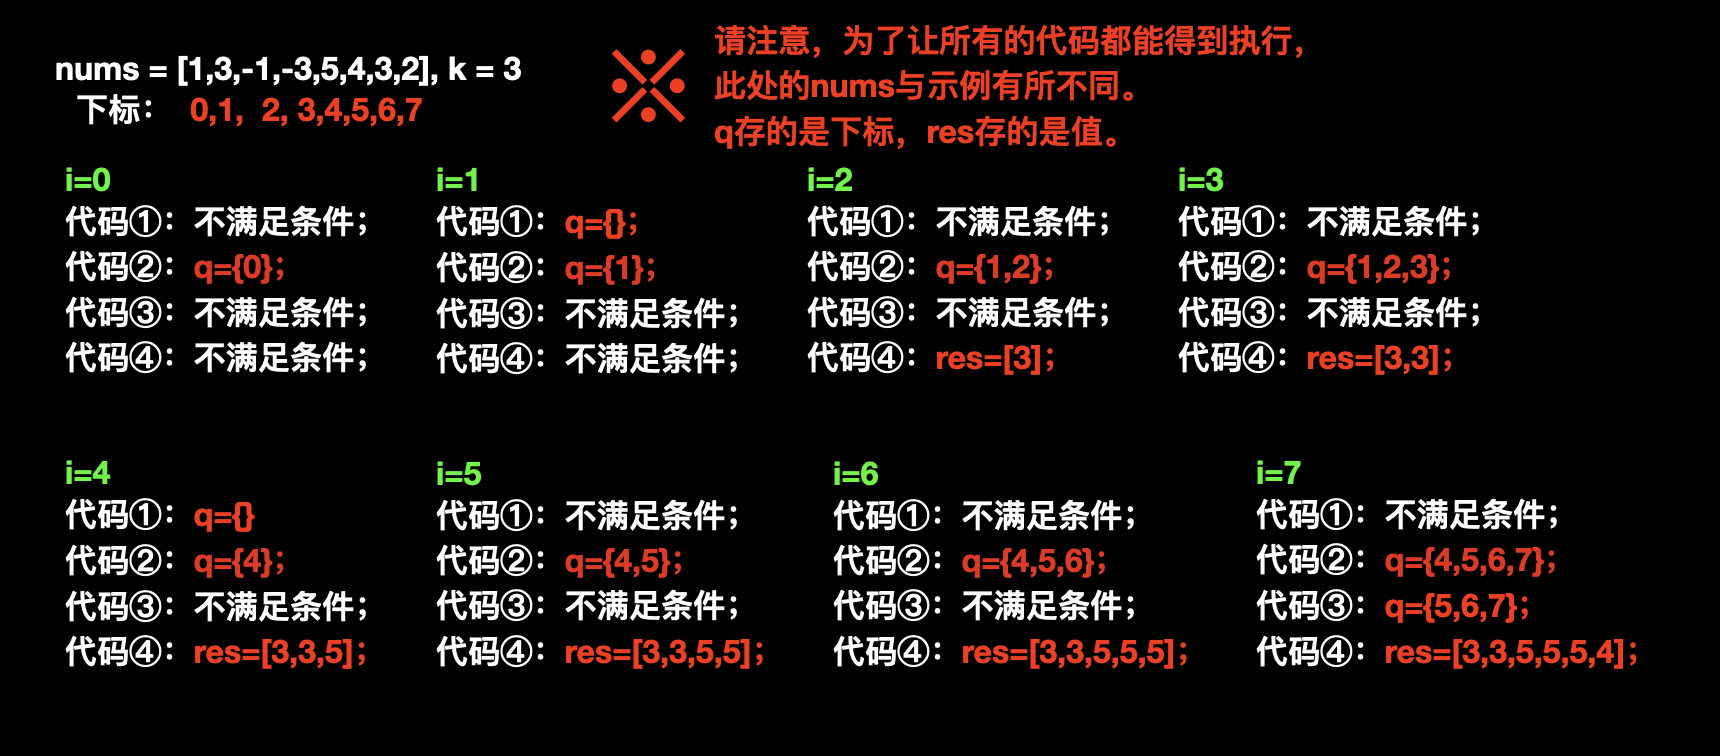 nums = [1,3,-1,-3,5,4,3,2], k = 3
下标： 0,1, 2, 3,4,5,6,7
※
请注意，为了让所有的代码都能得到执行，
此处的nums与示例有所不同。
q存的是下标，res存的是值。
i=0
代码①：不满足条件；
代码②：q={0}；
代码③：不满足条件；
代码④：不满足条件；
i=1
代码①：q={}；
代码②：q={1}；
代码③：不满足条件；
代码④：不满足条件；
i=2
代码①：不满足条件；
代码②：q={1,2}；
代码③：不满足条件；
代码④：res=[3]；
i=3
代码①：不满足条件；
代码②：q={1,2,3}；
代码③：不满足条件；
代码④：res=[3,3]；
i=4
代码①：q={}
代码②：q={4}；
代码③：不满足条件；
代码④：res=[3,3,5]；
i=5
代码①：不满足条件；
代码②：q={4,5}；
代码③：不满足条件；
代码④：res=[3,3,5,5]；
i=6
代码①：不满足条件；
代码②：q={4,5,6}；
代码③：不满足条件；
代码④：res=[3,3,5,5,5]；
i=7
代码①：不满足条件；
代码②：q={4,5,6,7}；
代码③：q={5,6,7}；
代码④：res=[3,3,5,5,5,4]；